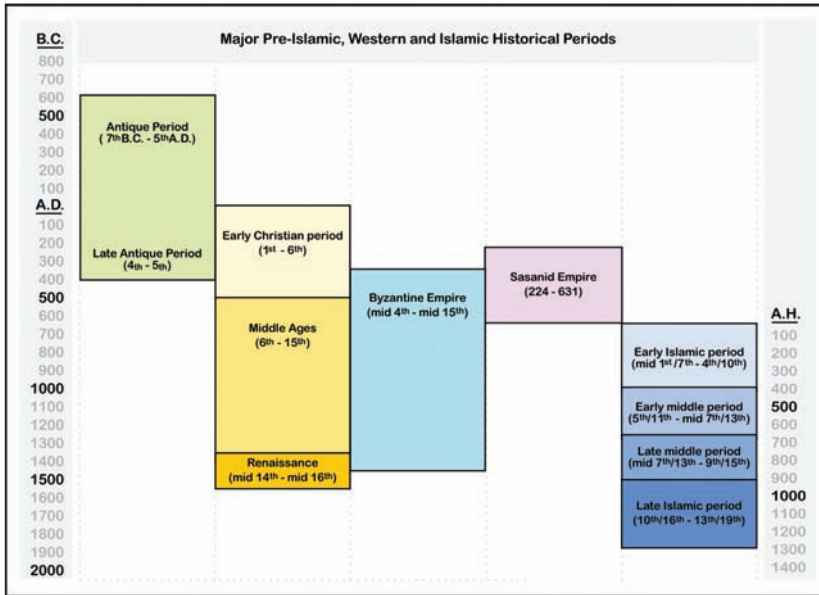 Major Pre-Islamic, Western and Islamic Historical Periods
B.C.
800
700
600
500
400
300
200
100
A.D.
100
200
300
400
500
600
700
800
900
1000
1100
1200
1300
1400
1500
1600
1700
1800
1900
2000
Antique Period
( 7th B.C. - 5th A.D.)
Late Antique Period
(4th - 5th)
Early Christian period
(1st - 6th)
Middle Ages
(6th - 15th)
Renaissance
(mid 14th - mid 16th)
Byzantine Empire
(mid 4th - mid 15th)
Sasanid Empire
(224 - 631)
Early Islamic period
(mid 1st/7th - 4th/10th)
Early middle period
(5th/11th - mid 7th/13th)
Late middle period
(mid 7th/13th - 9th/15th)
Late Islamic period
(10th/16th - 13th/19th)
A.H.
100
200
300
400
500
600
700
800
900
1000
1100
1200
1300
1400